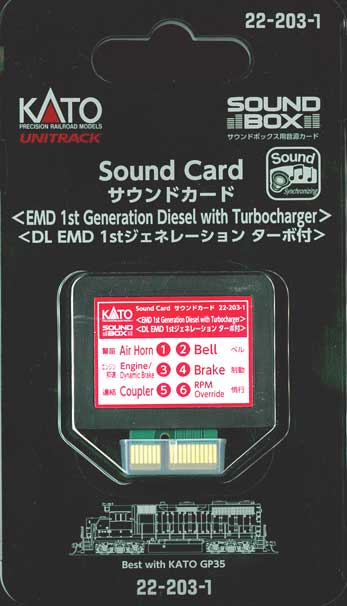 22-203-1
KATO
PRECISION RAILROAD MODELS
UNITRACK
SOUND
BOX
サウンドボックス用音源カード
Sound Card
サウンドカード
Sound
Synchronizing
<EMD 1st Generation Diesel with Turbocharger>
<DL EMD 1stジェネレーション ターボ付>
KATO
Sound Card サウンドカード 22-203-1
<EMD 1st Generation Diesel with Turbocharger>
SOUND
BOX
<DL EMD 1stジェネレーション ターボ付>
警笛 Air Horn 1 2 Bell ベル
Engine/
Dynamic Brake 3 4 Brake 制動
連結 Coupler 5 6 RPM
Override 惰行
Best with KATO GP35
22-203-1